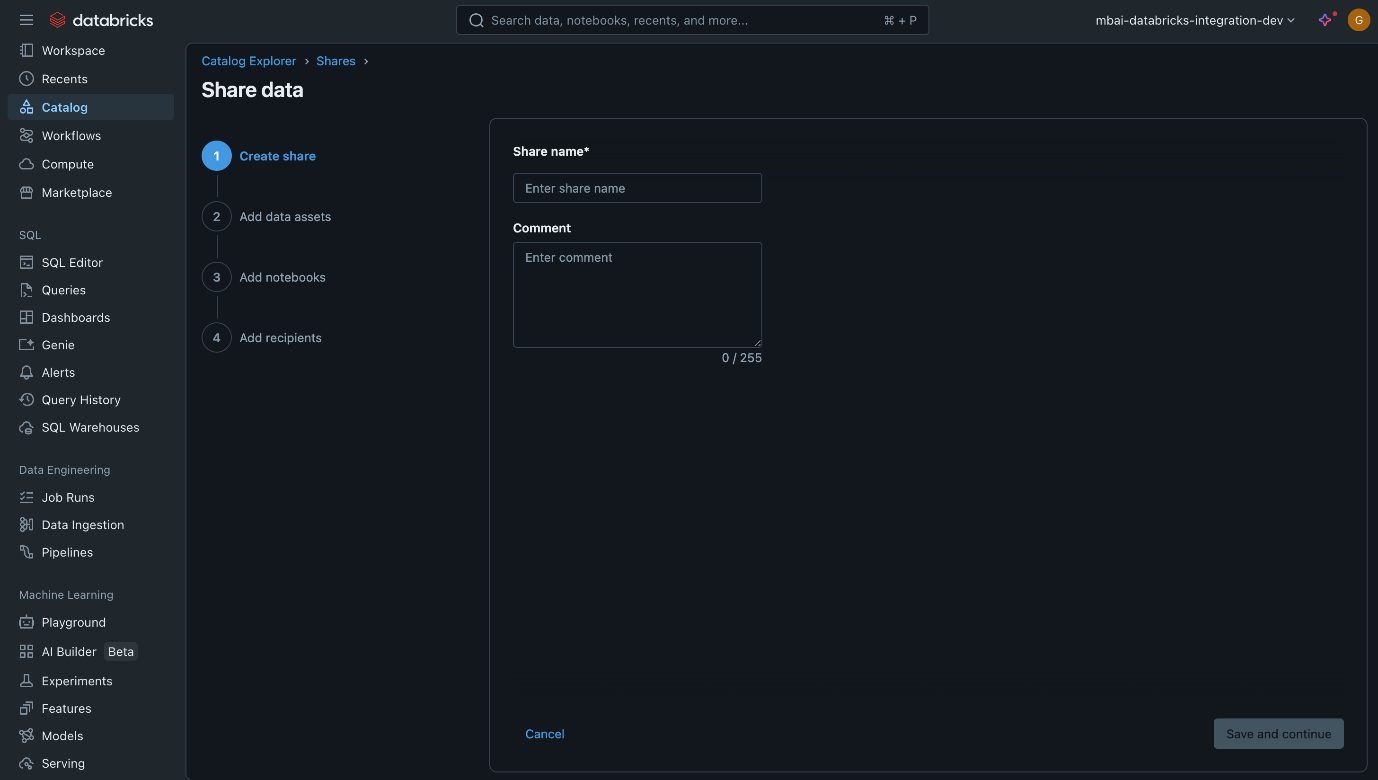 databricks
Search data, notebooks, recents, and more...
⌘ + P
mbai-databricks-integration-dev
G
Workspace
Recents
Catalog
Workflows
Compute
Marketplace
SQL
SQL Editor
Queries
Dashboards
Genie
Alerts
Query History
SQL Warehouses
Data Engineering
Job Runs
Data Ingestion
Pipelines
Machine Learning
Playground
AI Builder Beta
Experiments
Features
Models
Serving
Catalog Explorer › Shares ›
Share data
1 Create share
2 Add data assets
3 Add notebooks
4 Add recipients
Share name*
Enter share name
Comment
Enter comment
0 / 255
Cancel
Save and continue